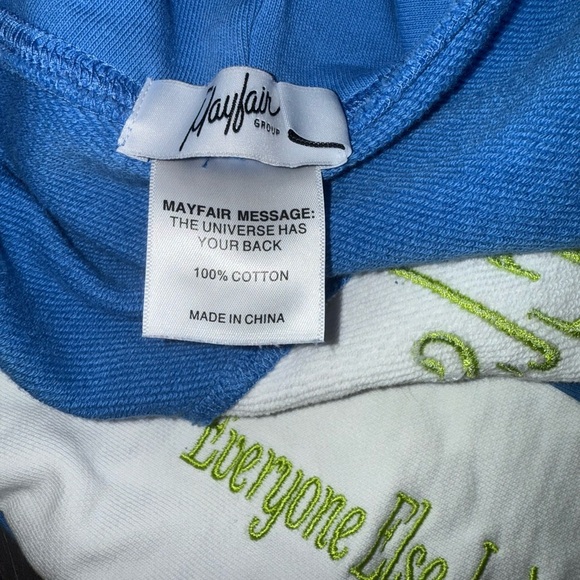 Mayfair
GROUP
MAYFAIR MESSAGE:
THE UNIVERSE HAS
YOUR BACK
100% COTTON
MADE IN CHINA
Everyone Else